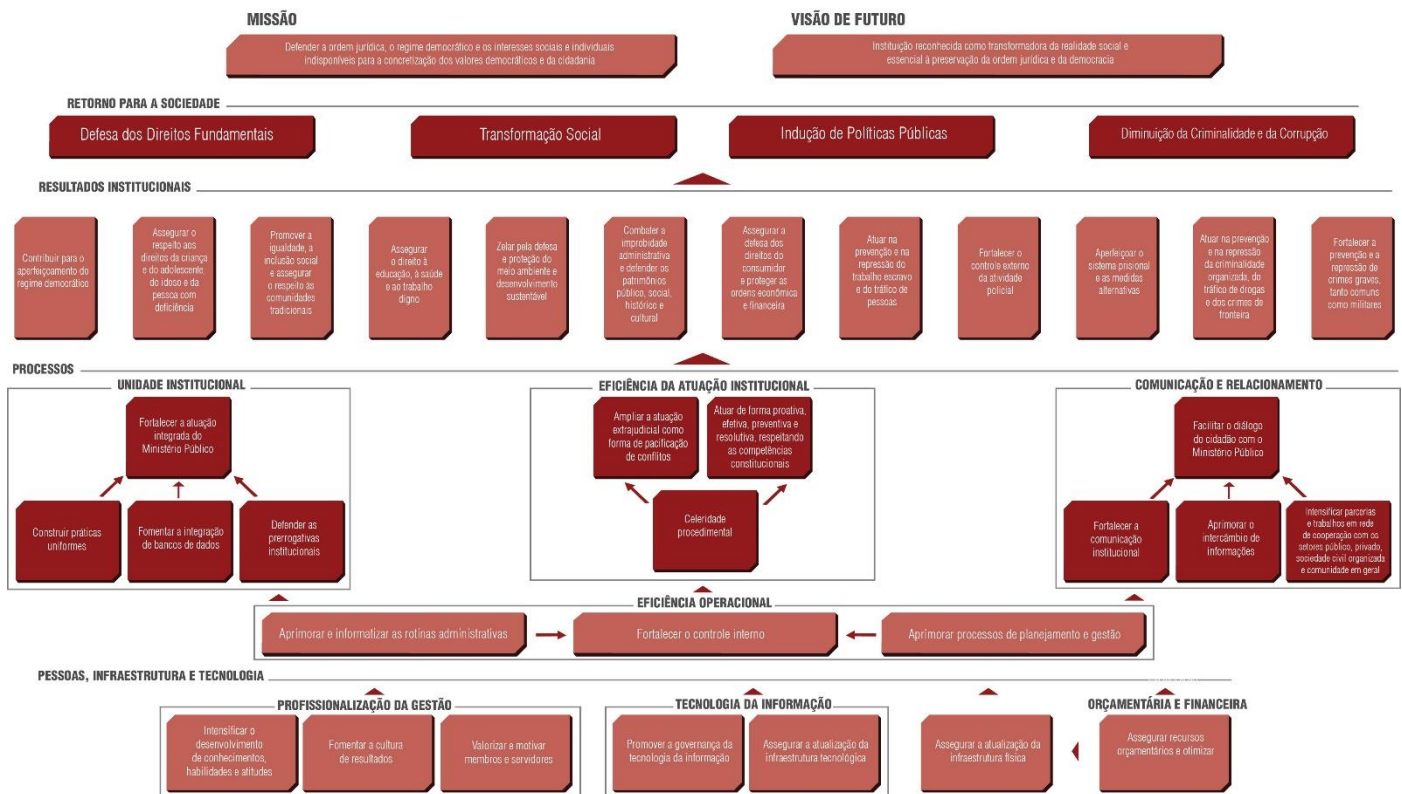 MISSÃO
Defender a ordem jurídica, o regime democrático e os interesses sociais e individuais
indisponíveis para a concretização dos valores democráticos e da cidadania
VISÃO DE FUTURO
Instituição reconhecida como transformadora da realidade social e
essencial à preservação da ordem jurídica e da democracia
RETORNO PARA A SOCIEDADE
Defesa dos Direitos Fundamentais
Transformação Social
Indução de Políticas Públicas
Diminuição da Criminalidade e da Corrupção
RESULTADOS INSTITUCIONAIS
Contribuir para o
aperfeiçoamento do
regime democrático
Assegurar o
respeito aos
direitos da criança
e do adolescente,
do idoso e da
pessoa com
deficiência
Promover a
igualdade, a
inclusão social
e assegurar
o respeito às
comunidades
tradicionais
Assegurar
o direito à
educação, à saúde
e ao trabalho
digno
Zelar pela defesa
e proteção do
meio ambiente e
desenvolvimento
sustentável
Combater a
improbidade
administrativa
e defender os
patrimônios
público, social,
histórico e
cultural
Assegurar a
defesa dos
direitos do
consumidor
e proteger as
ordens econômica
e financeira
Atuar na
prevenção e na
repressão do
trabalho escravo
e do tráfico de
pessoas
Fortalecer o
controle externo
da atividade
policial
Aperfeiçoar o
sistema prisional
e as medidas
alternativas
Atuar na prevenção
e na repressão
da criminalidade
organizada, do
tráfico de drogas
e dos crimes de
fronteira
Fortalecer a
prevenção e a
repressão de
crimes graves,
tanto comuns
como militares
PROCESSOS
UNIDADE INSTITUCIONAL
Fortalecer a atuação
integrada do
Ministério Público
Construir práticas
uniformes
Fomentar a integração
de bancos de dados
Defender as
prerrogativas
institucionais
EFICIÊNCIA DA ATUAÇÃO INSTITUCIONAL
Ampliar a atuação
extrajudicial como
forma de pacificação
de conflitos
Atuar de forma proativa,
efetiva, preventiva e
resolutiva, respeitando
as competências
constitucionais
Celeridade
procedimental
COMUNICAÇÃO E RELACIONAMENTO
Facilitar o diálogo
do cidadão com o
Ministério Público
Fortalecer a
comunicação
institucional
Aprimorar o
intercâmbio de
informações
Intensificar parcerias
e trabalhos em rede
de cooperação com os
setores público, privado,
sociedade civil organizada
e comunidade em geral
EFICIÊNCIA OPERACIONAL
Aprimorar e informatizar as rotinas administrativas
Fortalecer o controle interno
Aprimorar processos de planejamento e gestão
PESSOAS, INFRAESTRUTURA E TECNOLOGIA
PROFISSIONALIZAÇÃO DA GESTÃO
Intensificar o
desenvolvimento
de conhecimentos,
habilidades e atitudes
Fomentar a cultura
de resultados
Valorizar e motivar
membros e servidores
TECNOLOGIA DA INFORMAÇÃO
Promover a governança da
tecnologia da informação
Assegurar a atualização da
infraestrutura tecnológica
Assegurar a atualização da
infraestrutura física
ORÇAMENTÁRIA E FINANCEIRA
Assegurar recursos
orçamentários e otimizar